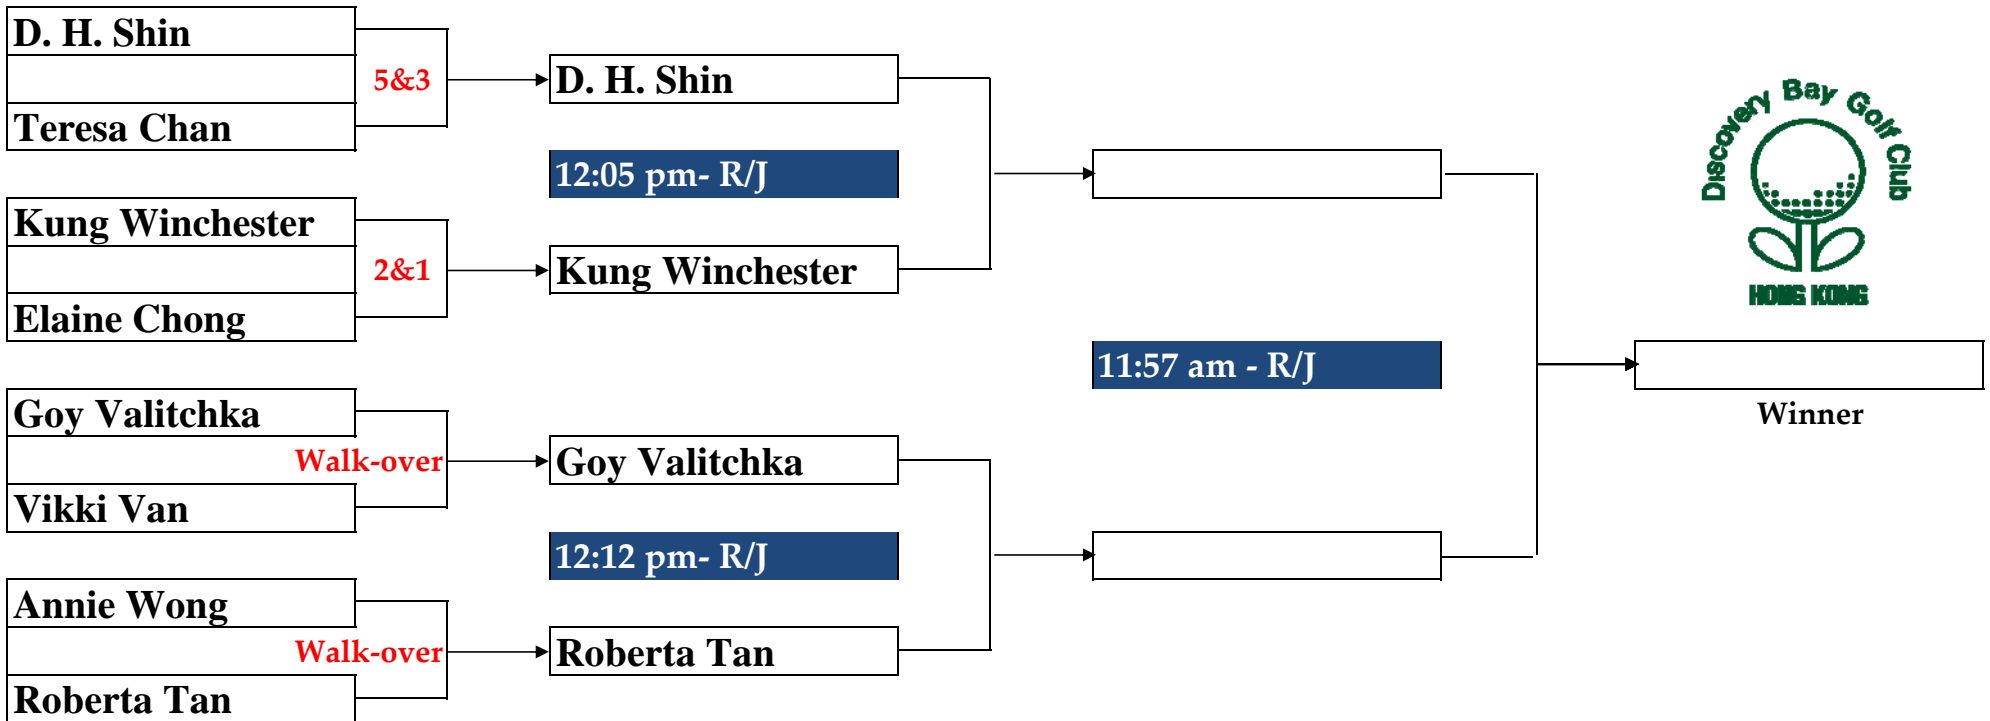 D. H. Shin
5&3
Teresa Chan
Kung Winchester
2&1
Elaine Chong
Goy Valitchka
Walk-over
Vikki Van
Annie Wong
Walk-over
Roberta Tan
D. H. Shin
12:05 pm- R/J
Kung Winchester
Goy Valitchka
12:12 pm- R/J
Roberta Tan
11:57 am - R/J
Discovery Bay Golf Club
HONG KONG
Winner